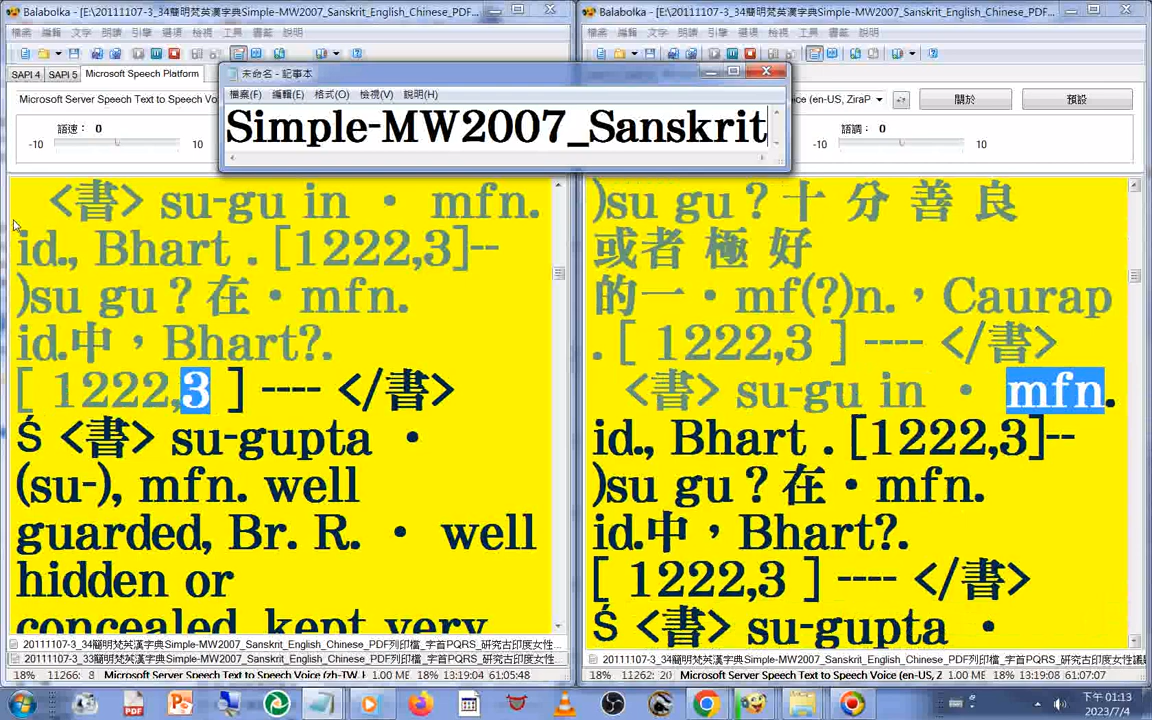 Balabolka - [E:\20111107-3_34簡明梵英漢字典Simple-MW2007_Sanskrit_English_Chinese_PDF...
Balabolka - [E:\20111107-3_34簡明梵英漢字典Simple-MW2007_Sanskrit_English_Chinese_PDF...
檔案 編輯 文字 朗讀 引擎 選項 檢視 工具 書籤 說明
檔案 編輯 文字 朗讀 引擎 選項 檢視 工具 書籤 說明
SAPI 4 SAPI 5 Microsoft Speech Platform
未命名 - 記事本
檔案(F) 編輯(E) 格式(O) 檢視(V) 說明(H)
Simple-MW2007_Sanskrit
Microsoft Server Speech Text to Speech Vo
ice (en-US, ZiraP
關於
預設
語速： 0
-10 10
語調： 0
-10 10
<書> su-gu in ・ mfn.
id., Bhart . [1222,3]--
)su gu？在・mfn.
id.中，Bhart?.
[ 1222,3 ] ---- </書>
Ś <書> su-gupta ・
(su-), mfn. well
guarded, Br. R. ・ well
hidden or
concealed, kept very
)su gu？十 分 善 良
或者 極 好
的一・mf(?)n.，Caurap
. [ 1222,3 ] ---- </書>
<書> su-gu in ・ mfn.
id., Bhart . [1222,3]--
)su gu？在・mfn.
id.中，Bhart?.
[ 1222,3 ] ---- </書>
Ś <書> su-gupta ・
20111107-3_34簡明梵英漢字典Simple-MW2007_Sanskrit_English_Chinese_PDF列印檔_字首PQRS_研究古印度女性...
20111107-3_33簡明梵英漢字典Simple-MW2007_Sanskrit_English_Chinese_PDF列印檔_字首PQRS_研究古印度女性...
18% 11266: 8 Microsoft Server Speech Text to Speech Voice (zh-TW, 1.00 ME 18% 13:19:04 61:05:48
20111107-3_34簡明梵英漢字典Simple-MW2007_Sanskrit_English_Chinese_PDF列印檔_字首PQRS_研究古印度女性議
18% 11262: 20 Microsoft Server Speech Text to Speech Voice (en-US, Z 1.00 ME 18% 13:19:08 61:07:07
下午 01:13
2023/7/4